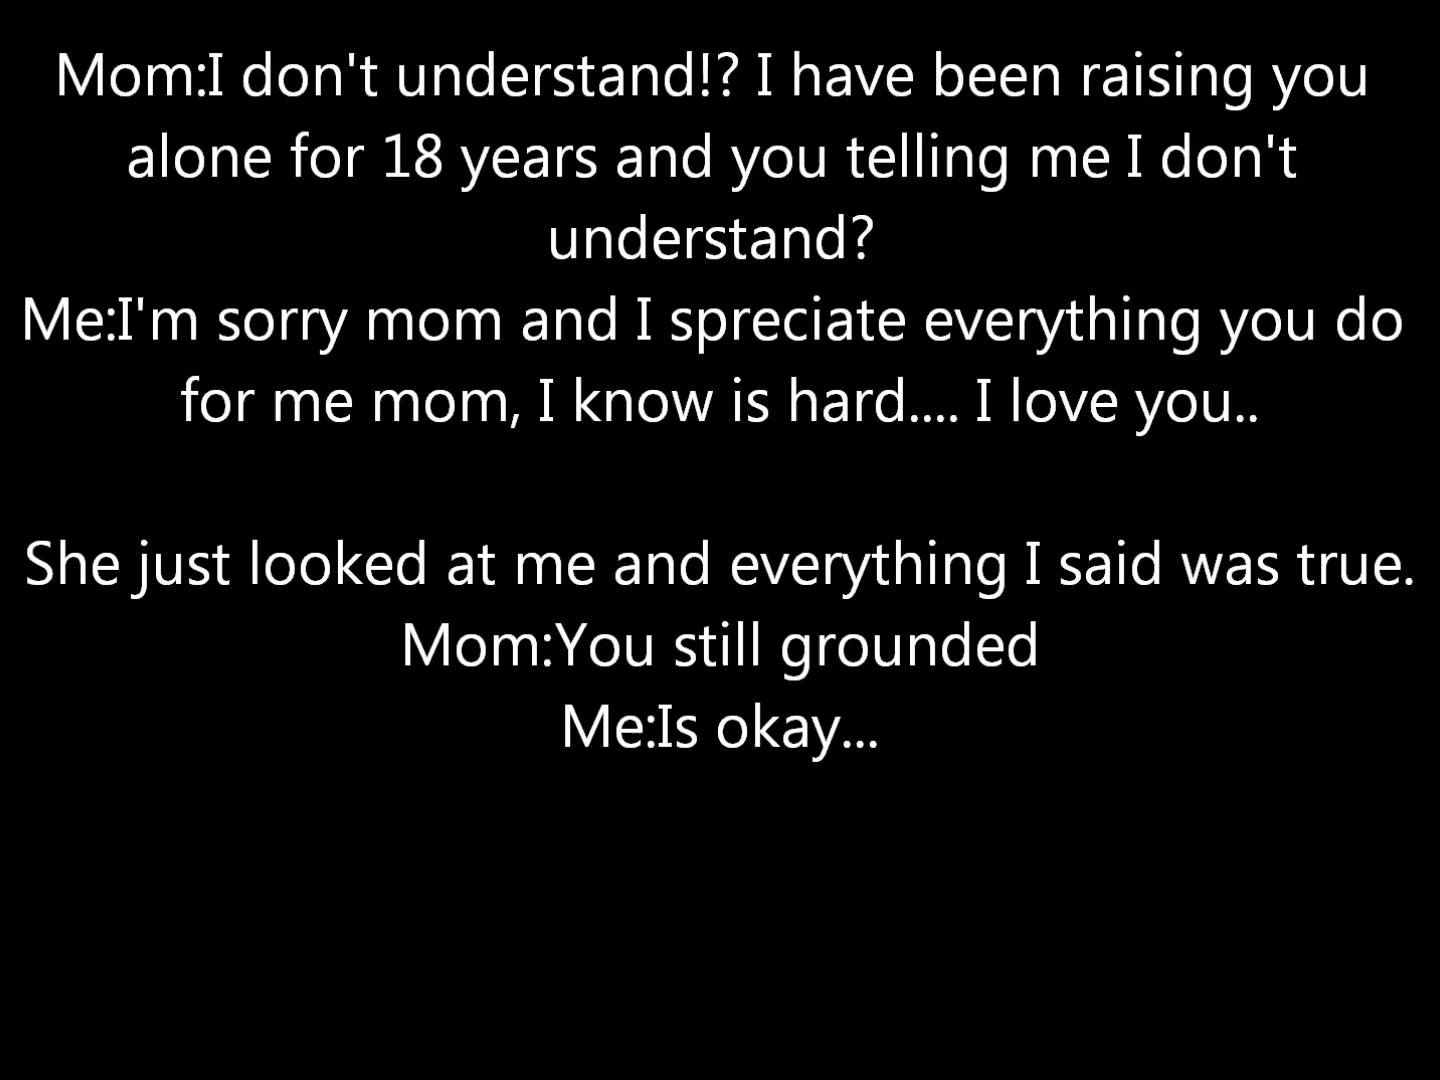 Mom:I don't understand!? I have been raising you
alone for 18 years and you telling me I don't
understand?
Me:I'm sorry mom and I spreciate everything you do
for me mom, I know is hard.... I love you..
She just looked at me and everything I said was true.
Mom:You still grounded
Me:Is okay...